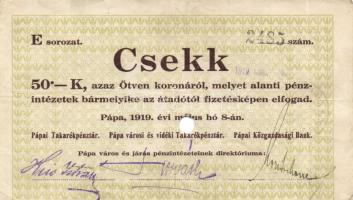 E sorozat. 2485 szám.
Csekk
50·— K, azaz Ötven koronáról, melyet alanti pénz-
intézetek bármelyike az átadótól fizetésképen elfogad.
Pápa, 1919. évi május hó 8-án.
Pápai Takarékpénztár. Pápa városi és vidéki Takarékpénztár. Pápai Közgazdasági Bank.
Pápa város és járás pénzintézeteinek direktóriuma: